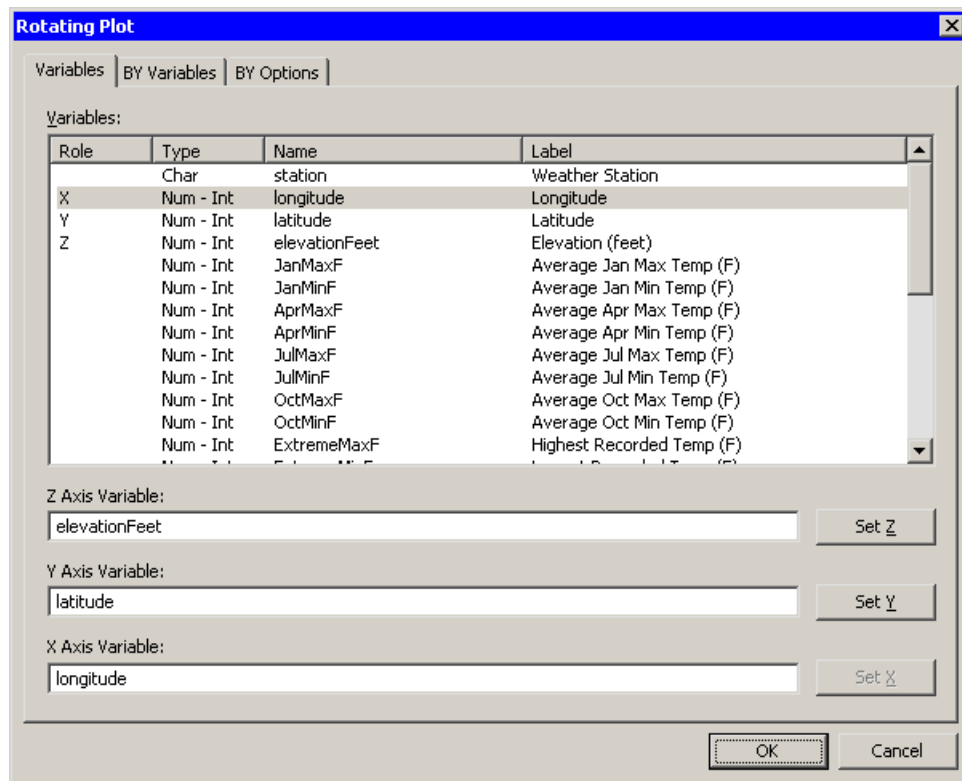 Rotating Plot
Variables BY Variables BY Options
Variables:
Role Type Name Label
Char station Weather Station
X Num - Int longitude Longitude
Y Num - Int latitude Latitude
Z Num - Int elevationFeet Elevation (feet)
Num - Int JanMaxF Average Jan Max Temp (F)
Num - Int JanMinF Average Jan Min Temp (F)
Num - Int AprMaxF Average Apr Max Temp (F)
Num - Int AprMinF Average Apr Min Temp (F)
Num - Int JulMaxF Average Jul Max Temp (F)
Num - Int JulMinF Average Jul Min Temp (F)
Num - Int OctMaxF Average Oct Max Temp (F)
Num - Int OctMinF Average Oct Min Temp (F)
Num - Int ExtremeMaxF Highest Recorded Temp (F)
Z Axis Variable:
elevationFeet Set Z
Y Axis Variable:
latitude Set Y
X Axis Variable:
longitude Set X
OK Cancel